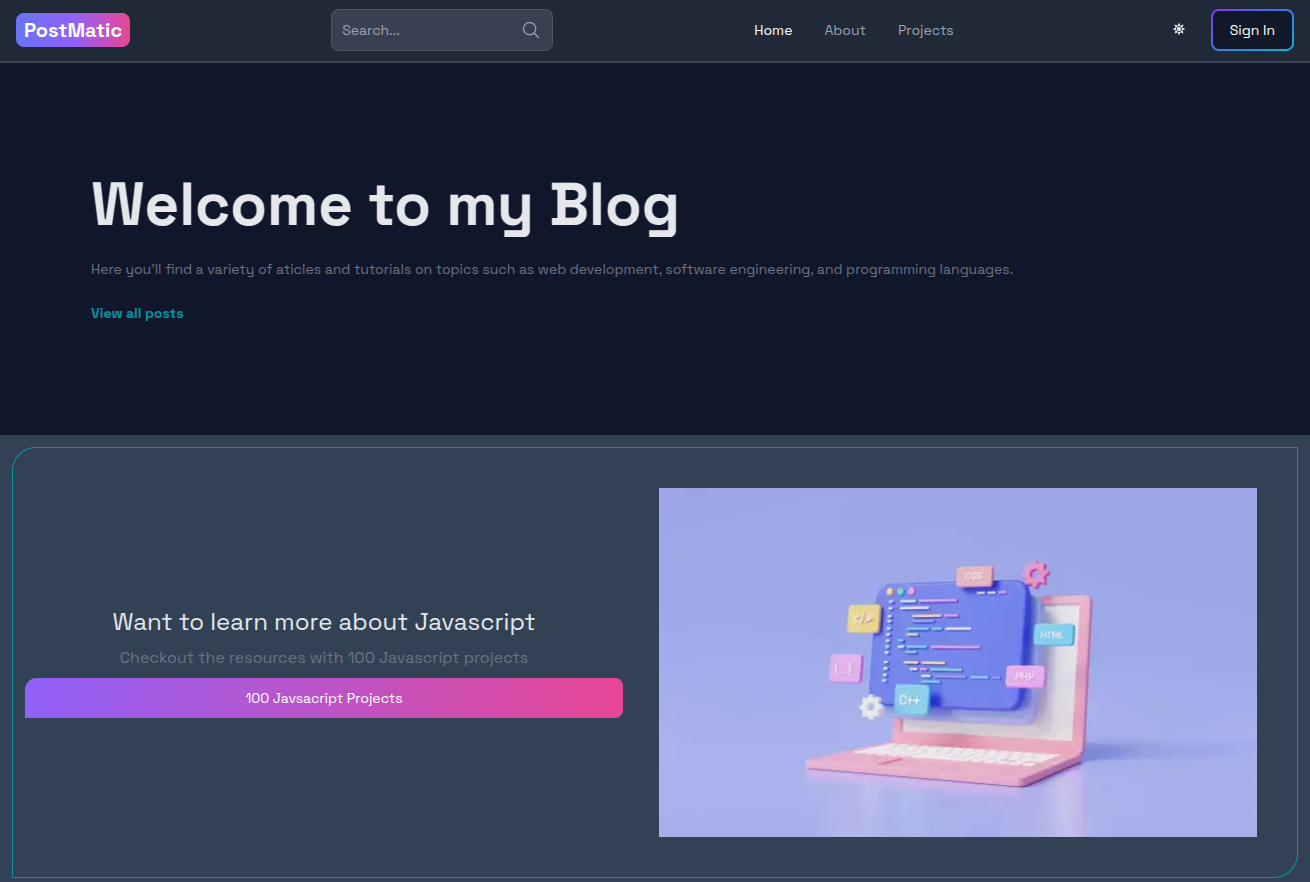 PostMatic
Search...
Home
About
Projects
Sign In
Welcome to my Blog
Here you'll find a variety of aticles and tutorials on topics such as web development, software engineering, and programming languages.
View all posts
Want to learn more about Javascript
Checkout the resources with 100 Javascript projects
100 Javsacript Projects
CSS
</>
HTML
{...}
PHP
C++